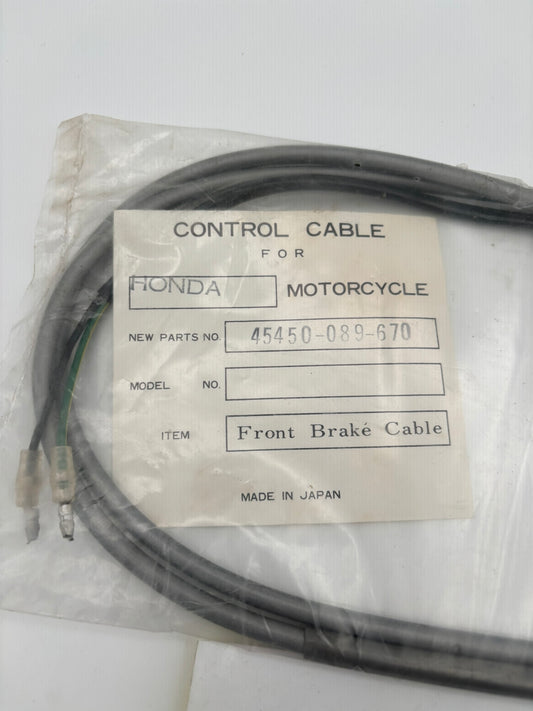 CONTROL CABLE
FOR
HONDA MOTORCYCLE
NEW PARTS NO. 45450-089-670
MODEL NO.
ITEM Front Braké Cable
MADE IN JAPAN